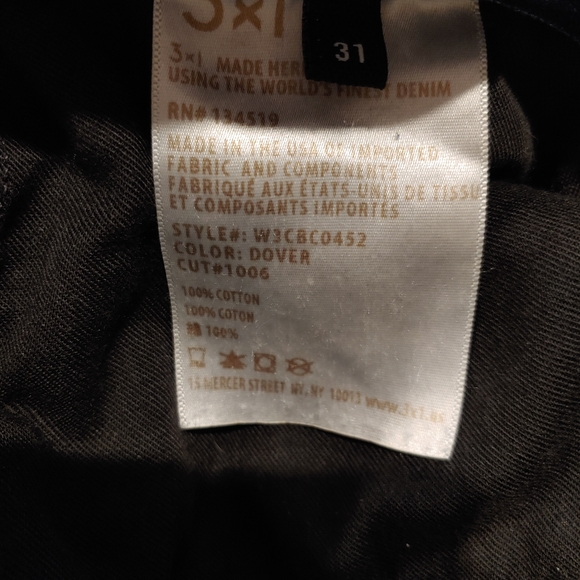 3×1
31
3×1 MADE HER
USING THE WORLD'S FINEST DENIM
RN# 134519
MADE IN THE USA OF IMPORTED
FABRIC AND COMPONENTS
FABRIQUÉ AUX ÉTATS-UNIS DE TISSU
ET COMPOSANTS IMPORTÉS
STYLE#: W3CBC0452
COLOR: DOVER
CUT#1006
100% COTTON
100% COTON
100%
15 MERCER STREET NY, NY 10013 www.3x1.us